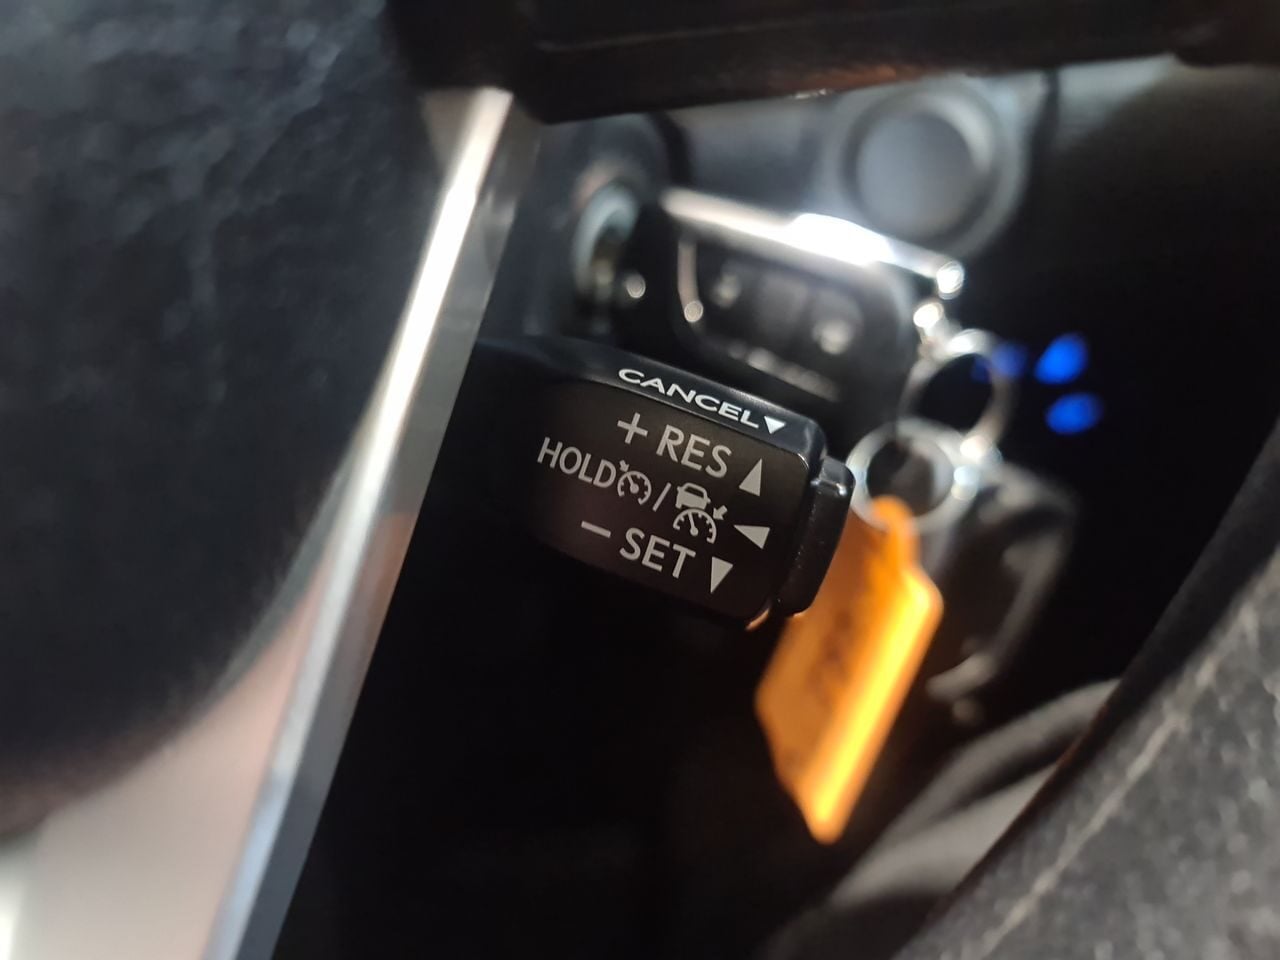 CANCEL▼
+ RES ▲
HOLD / ◀
− SET ▼